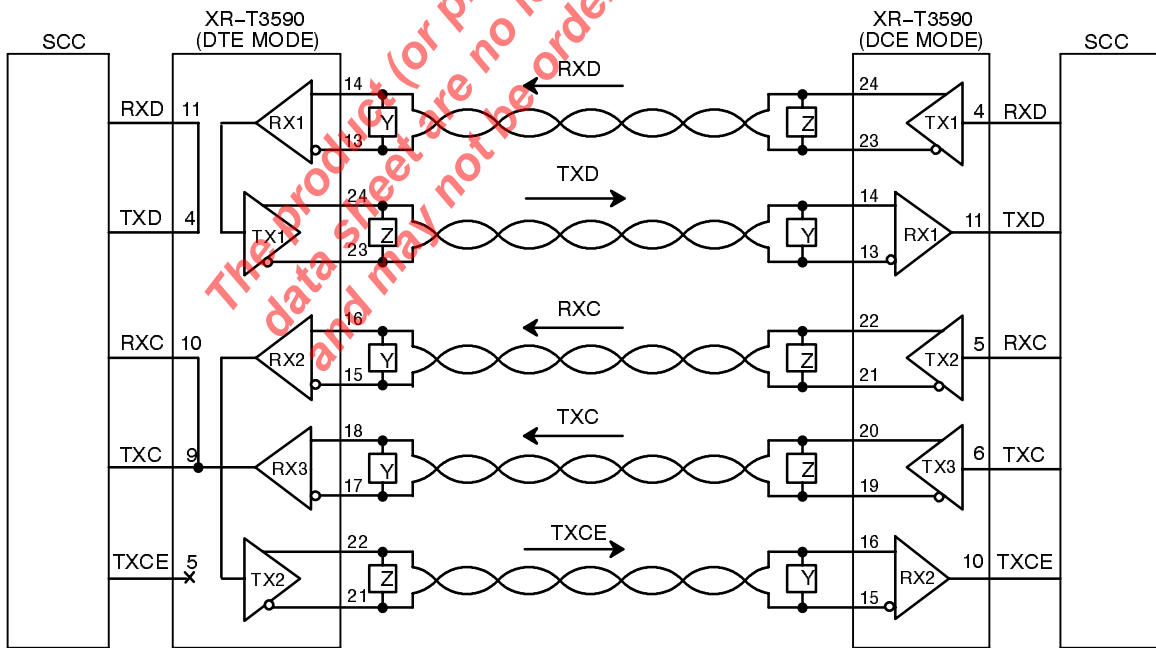 XR-T3590
(DTE MODE)
XR-T3590
(DCE MODE)
SCC
SCC
RXD 11
RX1
14
13
Y
RXD
Z
24
23
TX1
4 RXD
TXD 4
TX1
24
23
Z
TXD
Y
14
13
RX1
11 TXD
RXC 10
RX2
16
15
Y
RXC
Z
22
21
TX2
5 RXC
TXC 9
RX3
18
17
Y
TXC
Z
20
19
TX3
6 TXC
TXCE 5
TX2
22
21
Z
TXCE
Y
16
15
RX2
10 TXCE
The product (or
data sheet are no
and may not be